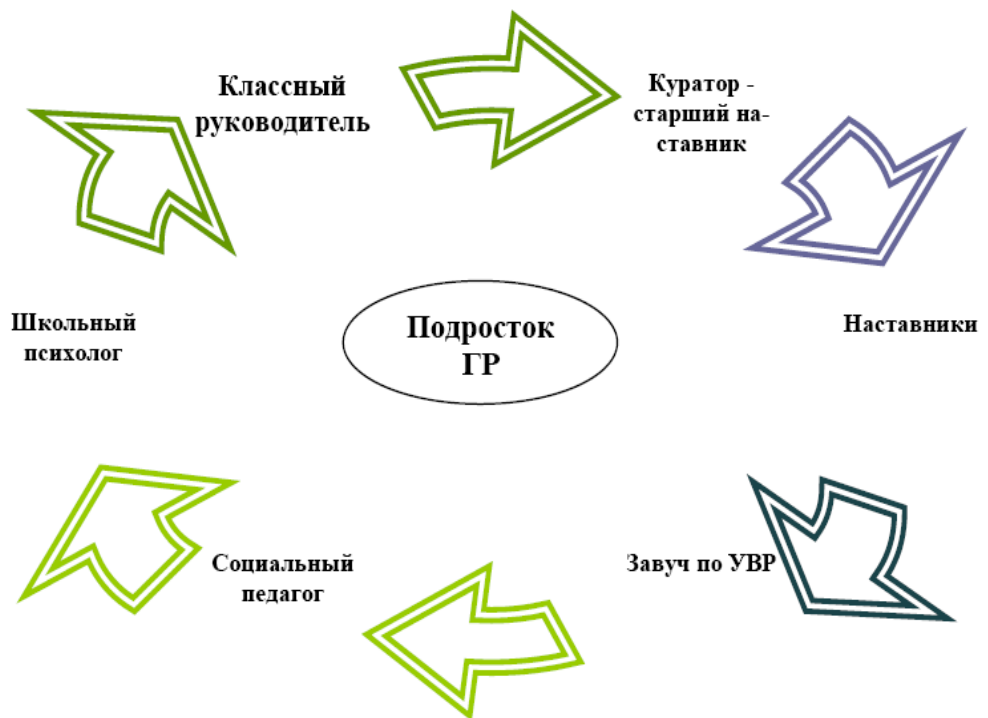 Классный
руководитель
Куратор -
старший на-
ставник
Школьный
психолог
Подросток
ГР
Наставники
Социальный
педагог
Завуч по УВР